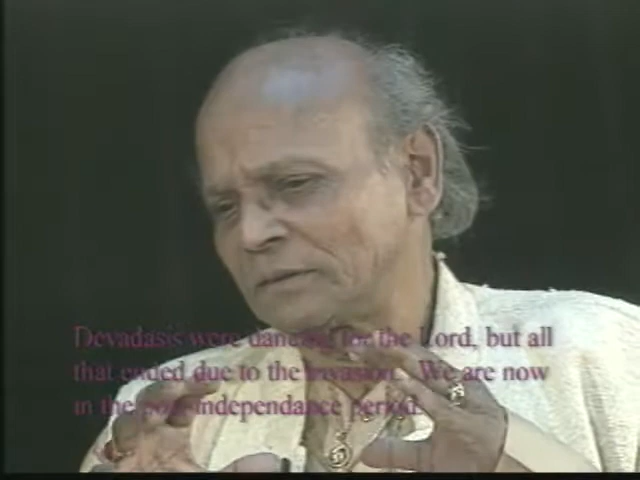 Devadasis were dancing for the Lord, but all
that ended due to the invasion. We are now
in the post independance period.